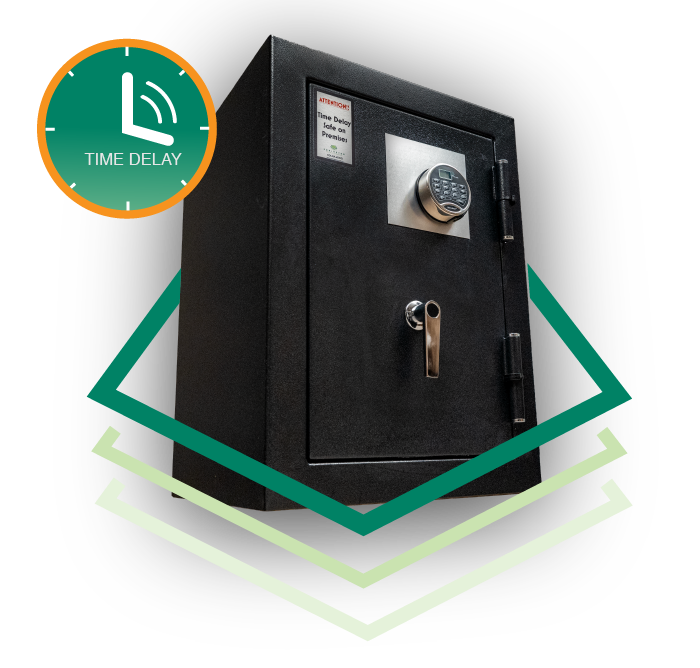 TIME DELAY
ATTENTION!!
Time Delay
Safe on
Premises